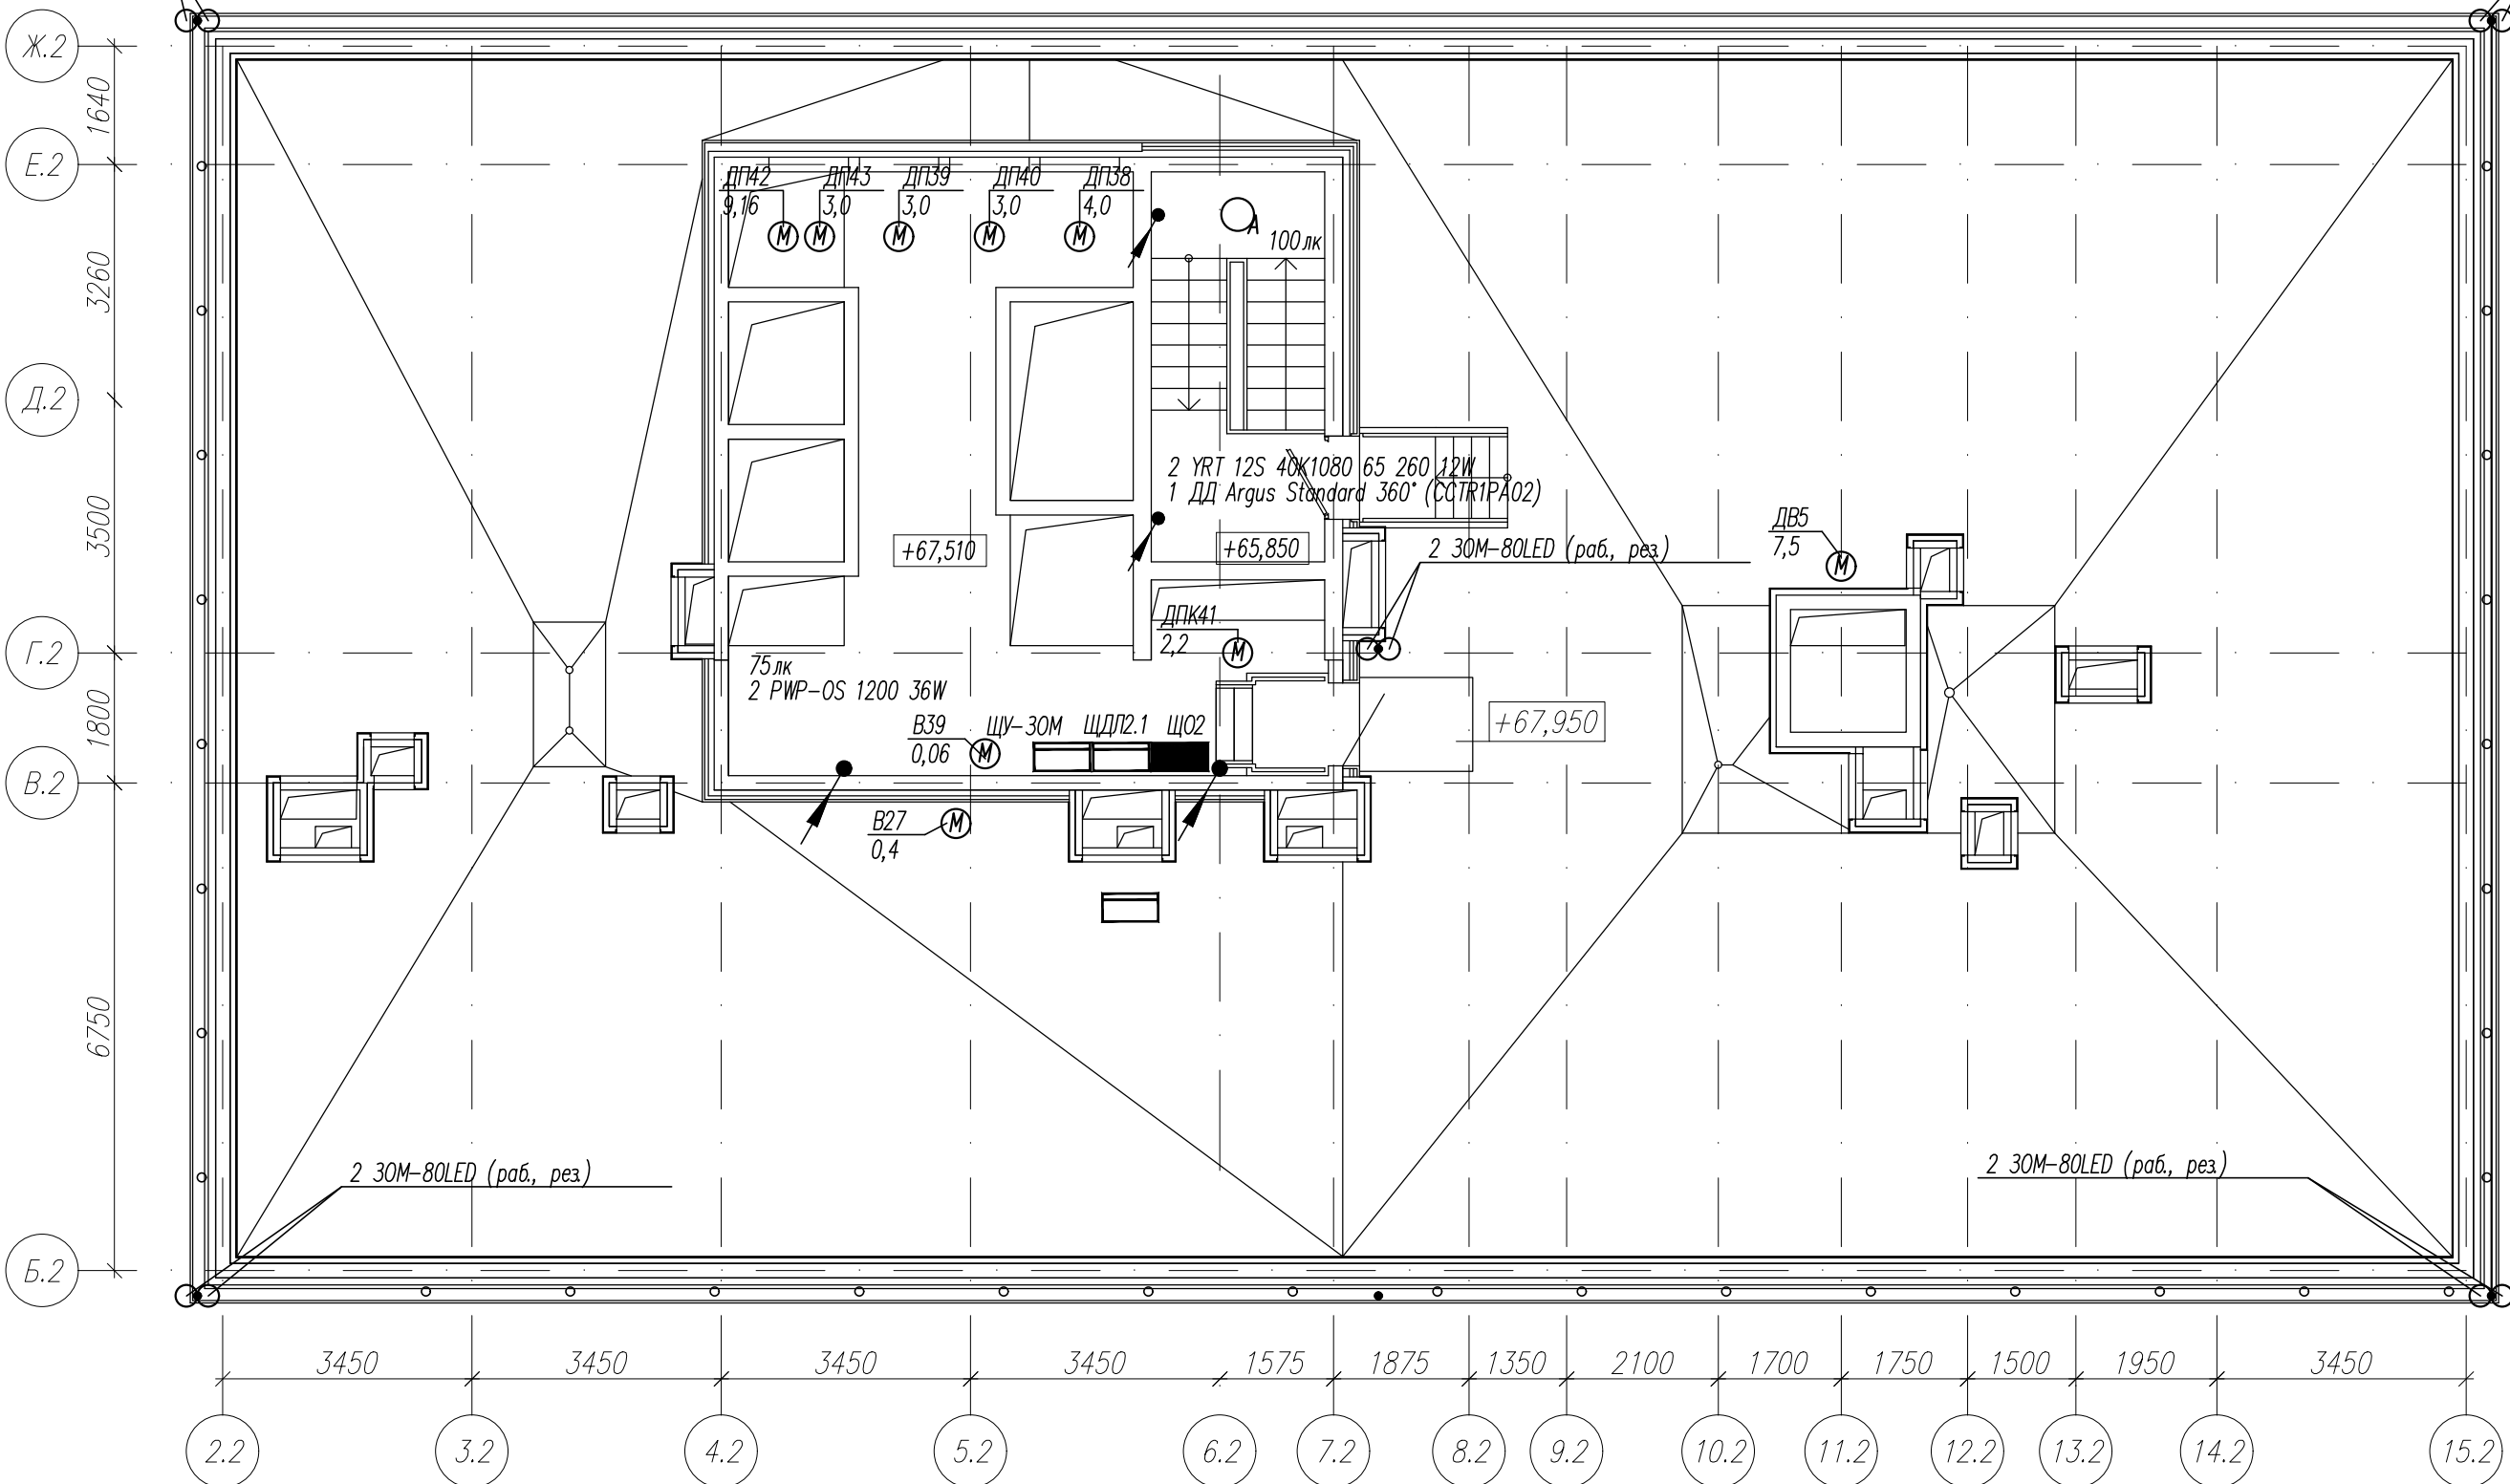 Ж.2
1640
Е.2
ДП42
9,16
ДП43
3,0
ДП39
3,0
ДП40
3,0
ДП38
4,0
А
100лк
3260
Д.2
2 YRT 12S 40K1080 65 260 12W
1 ДД Argus Standard 360° (CCTR1PA02)
3500
+67,510
+65,850
2 ЗОМ-80LED (раб., рез.)
ДВ5
7,5
М
М
М
М
М
М
ДПК41
2,2
М
Г.2
75лк
2 PWP-OS 1200 36W
1800
В39
0,06
М
ЩУ-ЗОМ
ЩДП2.1
ЩО2
+67,950
В.2
В27
0,4
М
6750
2 ЗОМ-80LED (раб., рез.)
2 ЗОМ-80LED (раб., рез.)
Б.2
3450
3450
3450
3450
1575
1875
1350
2100
1700
1750
1500
1950
3450
2.2
3.2
4.2
5.2
6.2
7.2
8.2
9.2
10.2
11.2
12.2
13.2
14.2
15.2